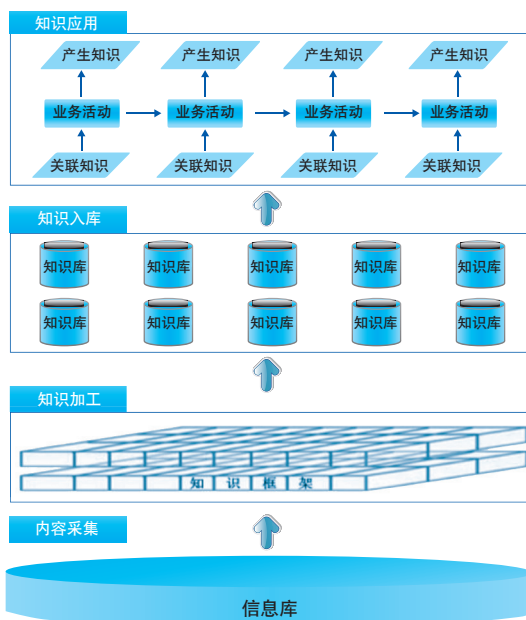 知识应用
产生知识 产生知识 产生知识 产生知识
业务活动 业务活动 业务活动 业务活动
关联知识 关联知识 关联知识 关联知识
知识入库
知识库 知识库 知识库 知识库 知识库
知识库 知识库 知识库 知识库 知识库
知识加工
知 识 框 架
内容采集
信息库